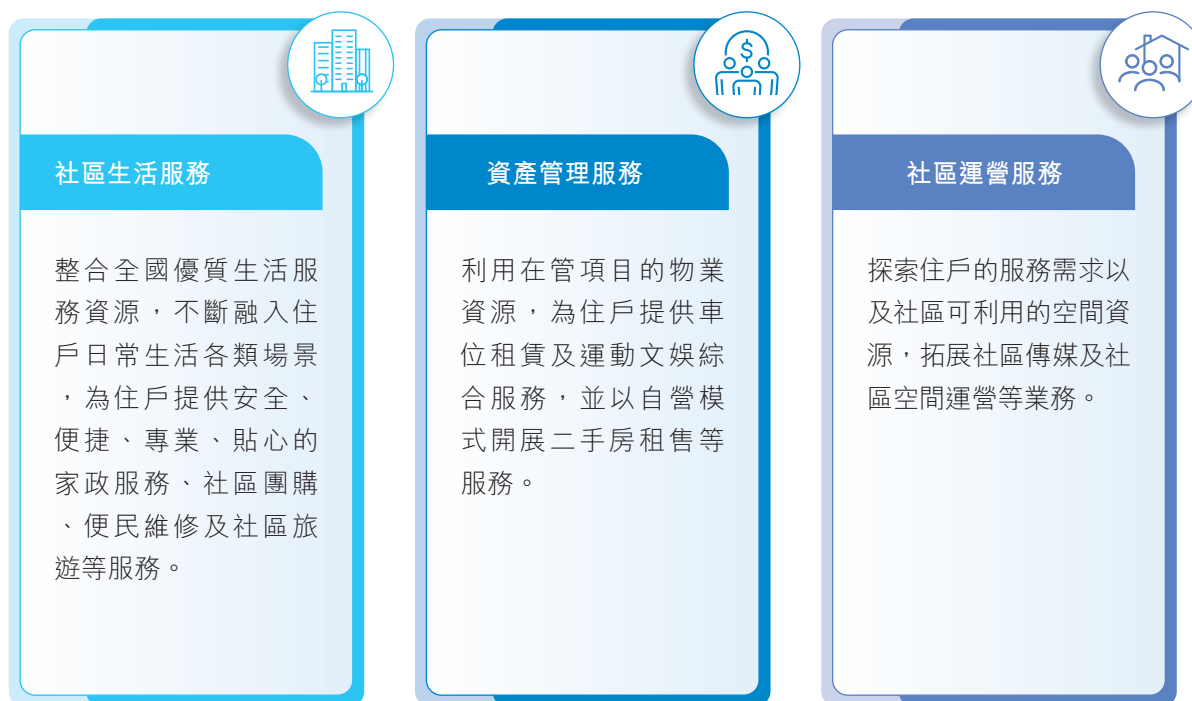 社區生活服務
整合全國優質生活服
務資源，不斷融入住
戶日常生活各類場景
，為住戶提供安全、
便捷、專業、貼心的
家政服務、社區團購
、便民維修及社區旅
遊等服務。
資產管理服務
利用在管項目的物業
資源，為住戶提供車
位租賃及運動文娛綜
合服務，並以自營模
式開展二手房租售等
服務。
社區運營服務
探索住戶的服務需求以
及社區可利用的空間資
源，拓展社區傳媒及社
區空間運營等業務。